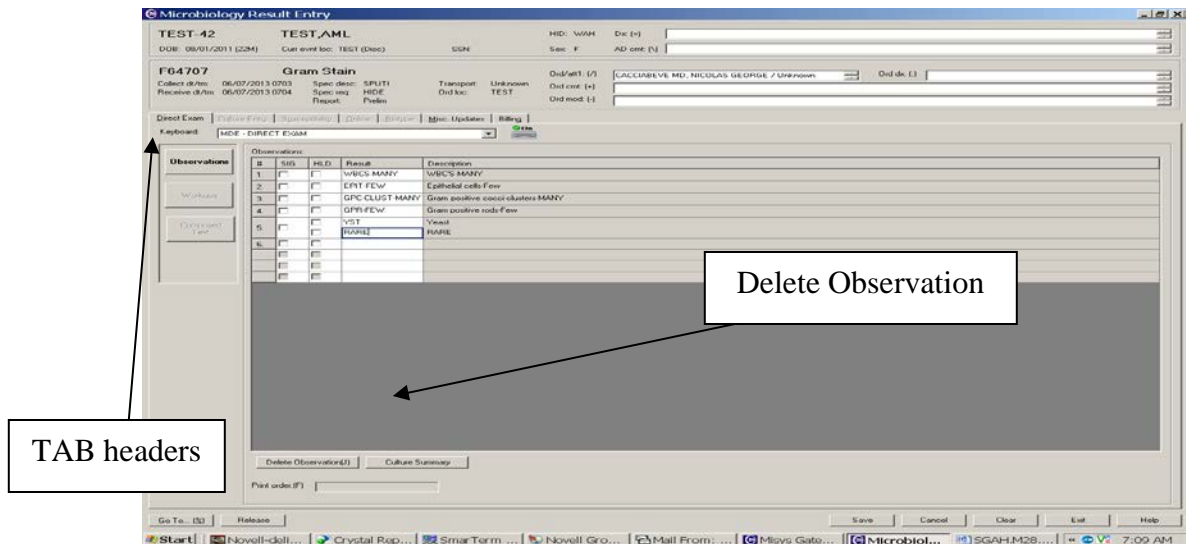 Microbiology Result Entry
TEST-42 TEST,AML HID: WAH Dx: (=)
DOB: 08/01/2011 (22M) Curr evnt loc: TEST (Disc) SSN: Sex: F AD cmt: (\)
F64707 Gram Stain Ord/att1: (/) CACCIABEVE MD, NICOLAS GEORGE / Unknown Ord dx: (.)
Collect dt/tm: 06/07/2013 0703 Spec desc: SPUTI Transport: Unknown Ord cmt: (+)
Receive dt/tm: 06/07/2013 0704 Spec req: HIDE Ord loc: TEST Ord mod: (-)
Report: Prelim
Direct Exam Culture Entry Misc. Updates Billing
Keyboard: MDE - DIRECT EXAM On
Observations
Workups
Component Test
Observations:
# SIG HLD Result Description
1. WBCS MANY WBC'S MANY
2. EPIT FEW Epithelial cells-Few
3. GPC-CLUST MANY Gram positive cocci-clusters MANY
4. GPR-FEW Gram positive rods-Few
5. YST Yeast
RARE RARE
6.
Delete Observation
TAB headers
Delete Observation(J) Culture Summary
Print order:(F)
Go To... (%) Release Save Cancel Clear Exit Help
Start Novell-deli... Crystal Rep... SmarTerm ... Novell Gro... Mail From: ... Misys Gate... Microbiol... SGAH.M28.... « 7:09 AM